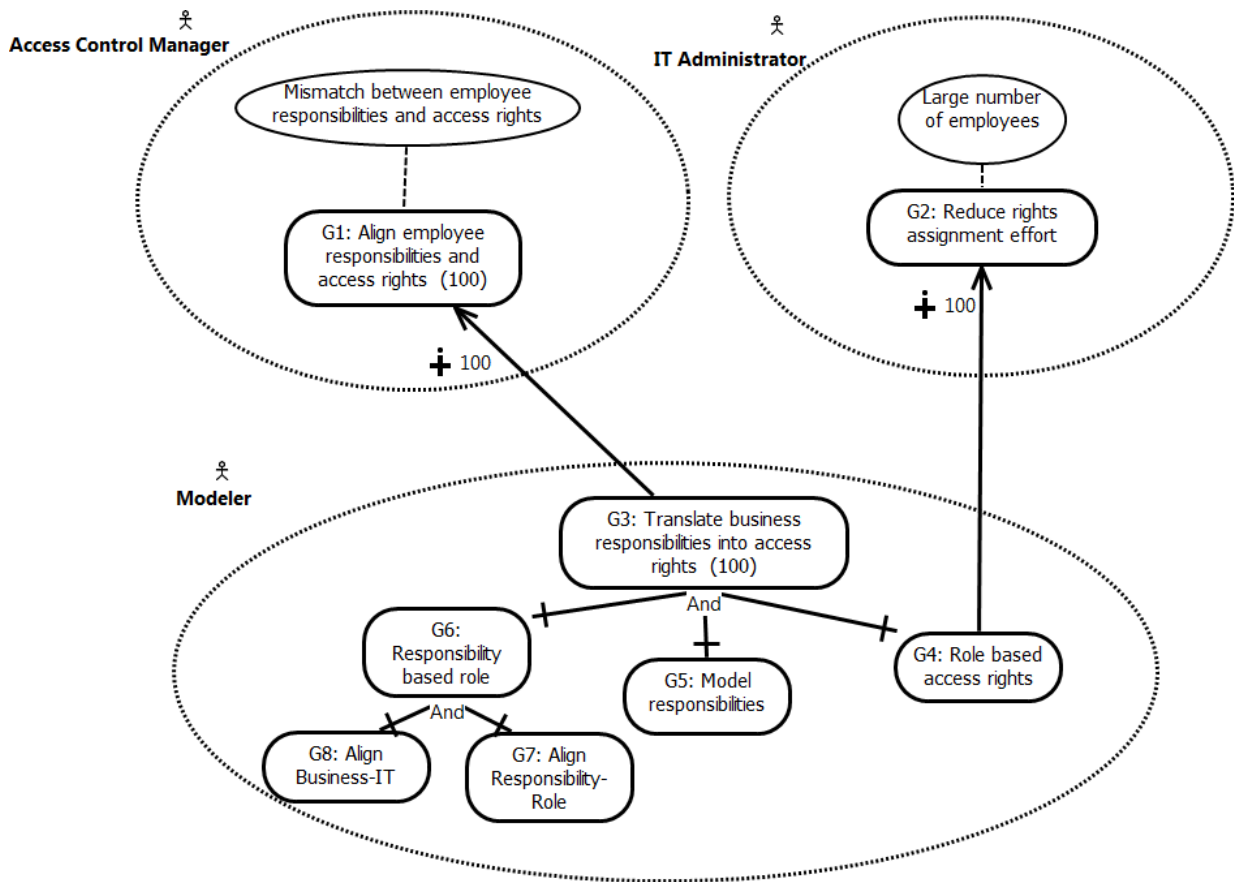 Access Control Manager
Mismatch between employee
responsibilities and access rights
G1: Align employee
responsibilities and
access rights (100)
100
IT Administrator
Large number
of employees
G2: Reduce rights
assignment effort
100
Modeler
G3: Translate business
responsibilities into access
rights (100)
And
G6:
Responsibility
based role
G5: Model
responsibilities
G4: Role based
access rights
And
G8: Align
Business-IT
G7: Align
Responsibility-
Role